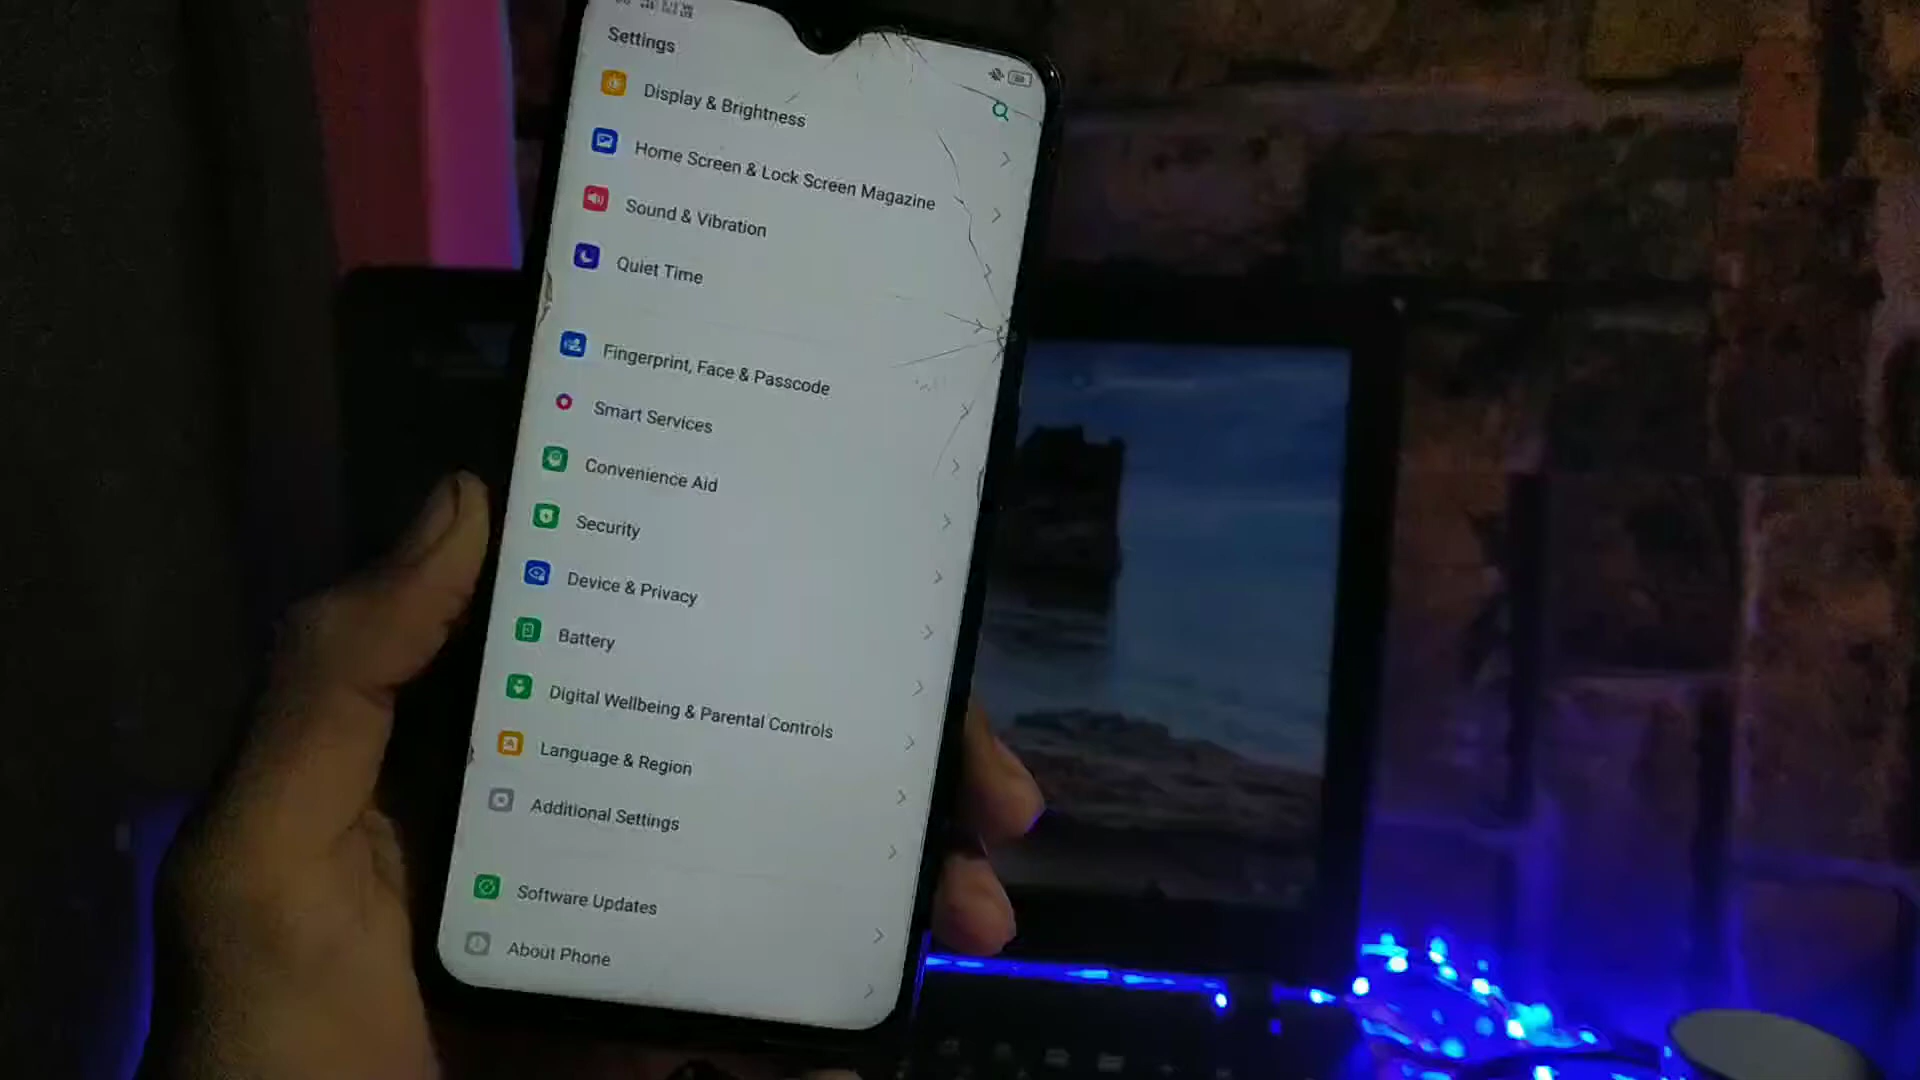 Settings
Display & Brightness
Home Screen & Lock Screen Magazine
Sound & Vibration
Quiet Time
Fingerprint, Face & Passcode
Smart Services
Convenience Aid
Security
Device & Privacy
Battery
Digital Wellbeing & Parental Controls
Language & Region
Additional Settings
Software Updates
About Phone